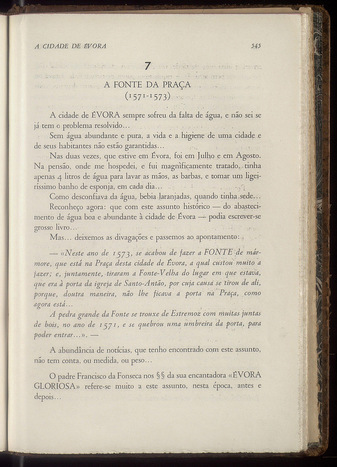 A CIDADE DE ÉVORA 345
7
A FONTE DA PRAÇA
(1571-1573)
A cidade de ÉVORA sempre sofreu da falta de água, e não sei se
já tem o problema resolvido...
Sem água abundante e pura, a vida e a higiene de uma cidade e
de seus habitantes não estão garantidas...
Nas duas vezes, que estive em Évora, foi em Julho e em Agosto.
Na pensão, onde me hospedei, e fui magnìficamente tratado, tinha
apenas 4 litros de água para lavar as mãos, as barbas, e tomar um ligei-
ríssimo banho de esponja, em cada dia...
Como desconfiava da água, bebia laranjadas, quando tinha sede...
Reconheço agora: que com este assunto histórico — do abasteci-
mento de água boa e abundante à cidade de Évora — podia escrever-se
grosso livro...
Mas... deixemos as divagações e passemos ao apontamento:
— «Neste ano de 1573, se acabou de fazer a FONTE de már-
more, que está na Praça desta cidade de Évora, a qual custou muito a
fazer; e, juntamente, tiraram a Fonte-Velha do lugar em que estava,
que era à porta da igreja de Santo-Antão, por cuja causa se tirou de ali,
porque, doutra maneira, não lhe ficava a porta na Praça, como
agora está...
A pedra grande da Fonte se trouxe de Estremoz com muitas juntas
de bois, no ano de 1571, e se quebrou uma umbreira da porta, para
poder entrar...». —
A abundância de notícias, que tenho encontrado com este assunto,
não tem conta, ou medida, ou peso...
O padre Francisco da Fonseca nos §§ da sua encantadora «ÉVORA
GLORIOSA» refere-se muito a este assunto, nesta época, antes e
depois...